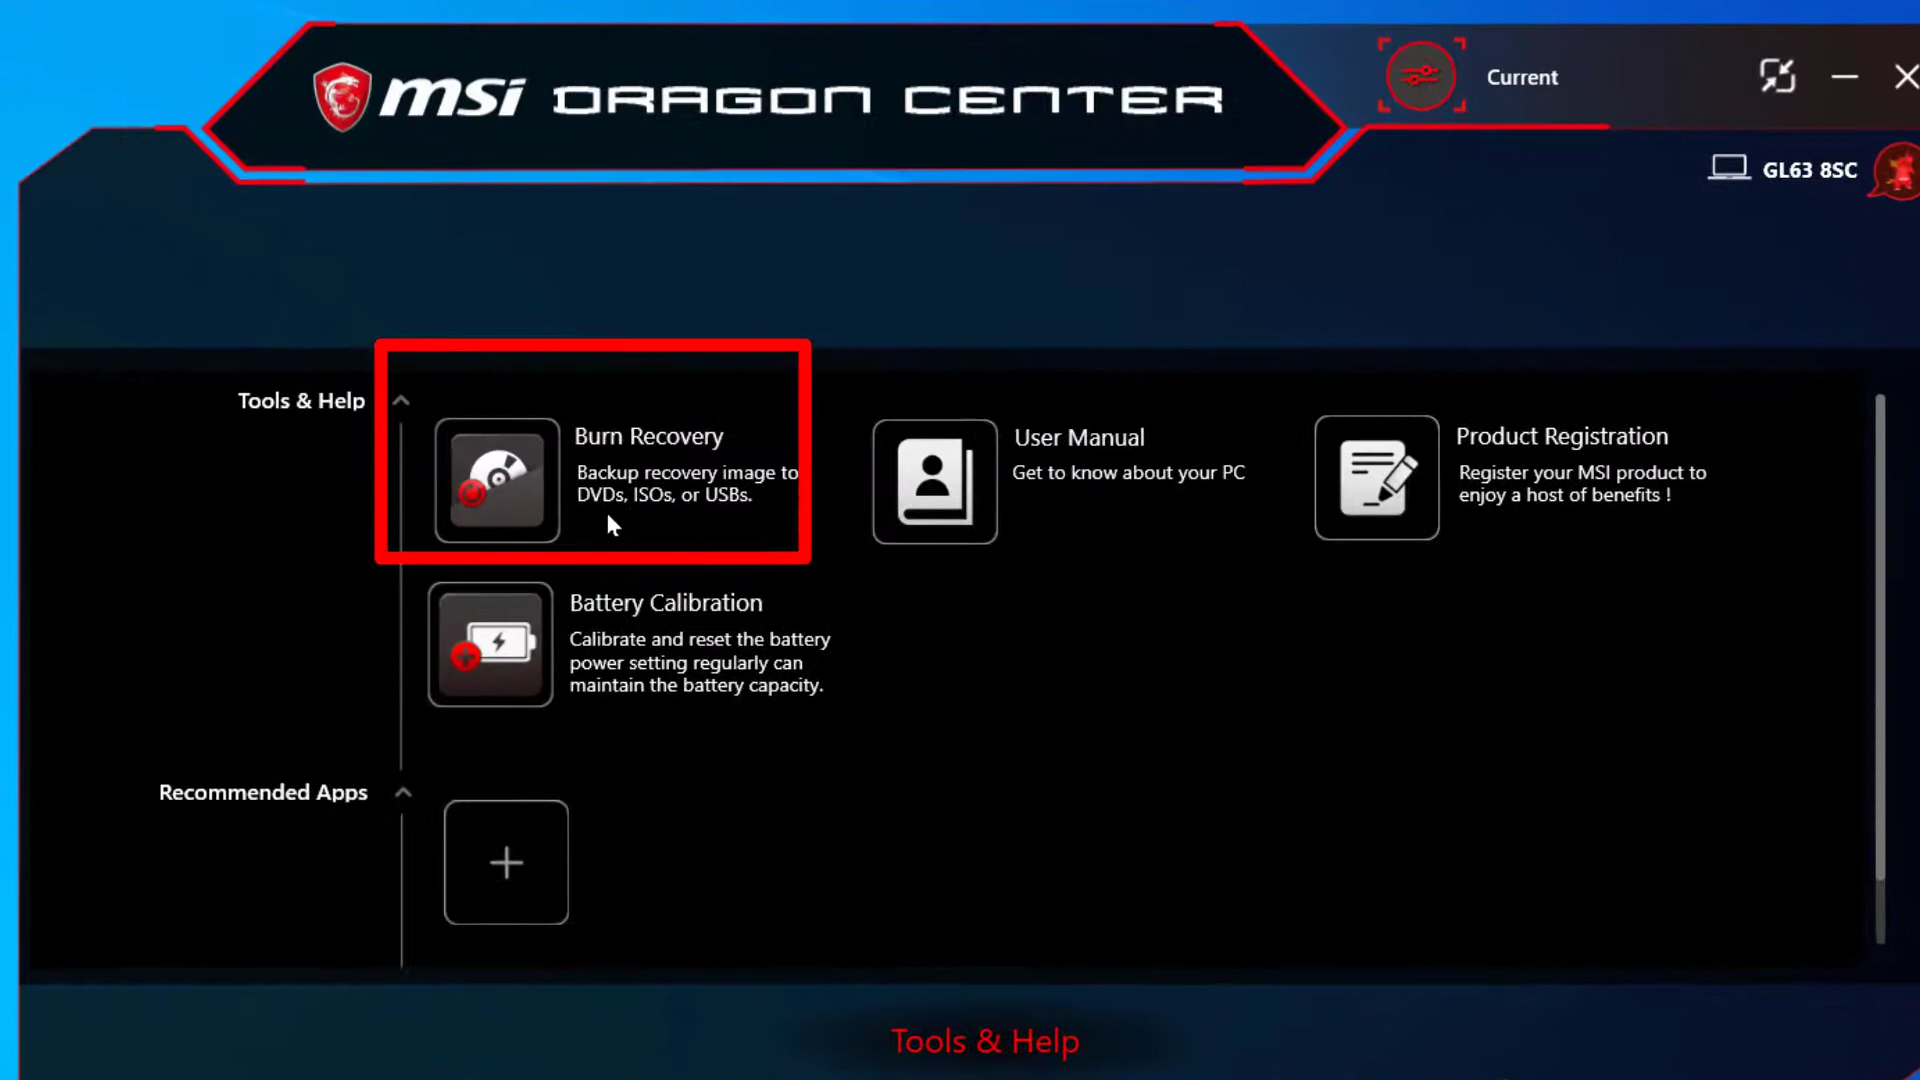 msi DRAGON CENTER
Current
GL63 8SC
Tools & Help
Burn Recovery
Backup recovery image to
DVDs, ISOs, or USBs.
User Manual
Get to know about your PC
Product Registration
Register your MSI product to
enjoy a host of benefits !
Battery Calibration
Calibrate and reset the battery
power setting regularly can
maintain the battery capacity.
Recommended Apps
Tools & Help